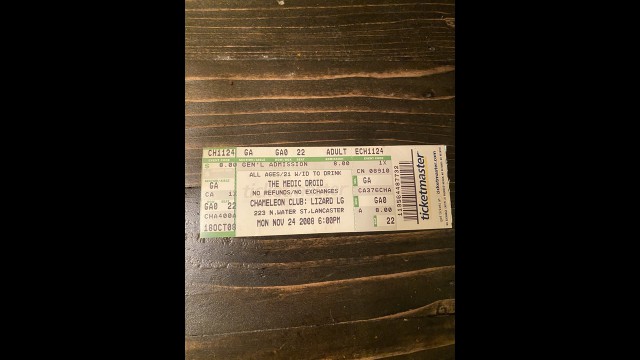 CH1124 GA GA0 22 ADULT ECH1124
8.00 GEN'L ADMISSION 8.00 1X
ALL AGES/21 W/ID TO DRINK
THE MEDIC DROID
NO REFUNDS/NO EXCHANGES
CHAMELEON CLUB: LIZARD LG
223 N.WATER ST.LANCASTER
MON NOV 24 2008 6:00PM
GA
GA0 22
18OCT08
GA
GA0
A 8.00
22
ticketmaster